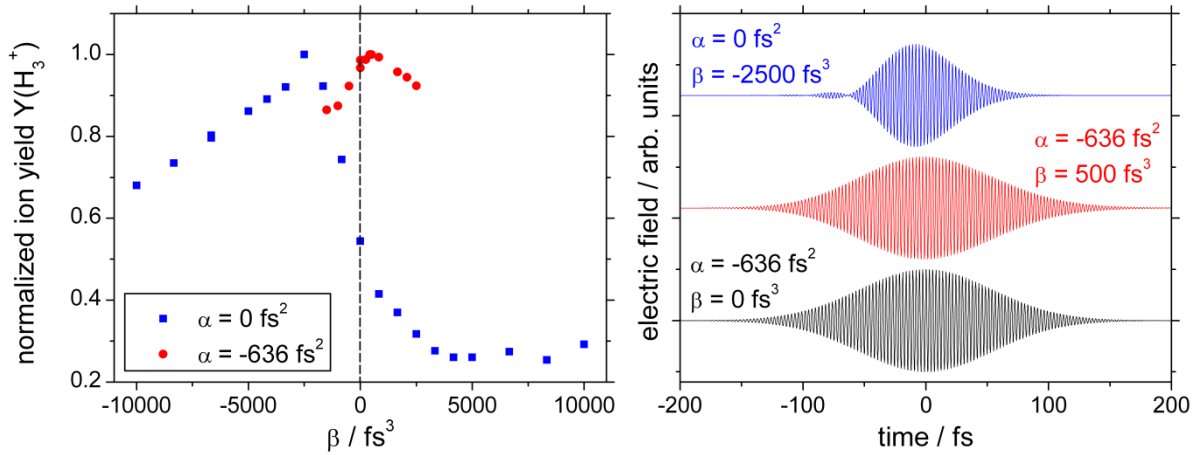 normalized ion yield Y(H₃⁺)
1.0
0.8
0.6
0.4
0.2
α = 0 fs²
α = -636 fs²
-10000 -5000 0 5000 10000
β / fs³
electric field / arb. units
α = 0 fs²
β = -2500 fs³
α = -636 fs²
β = 500 fs³
α = -636 fs²
β = 0 fs³
-200 -100 0 100 200
time / fs